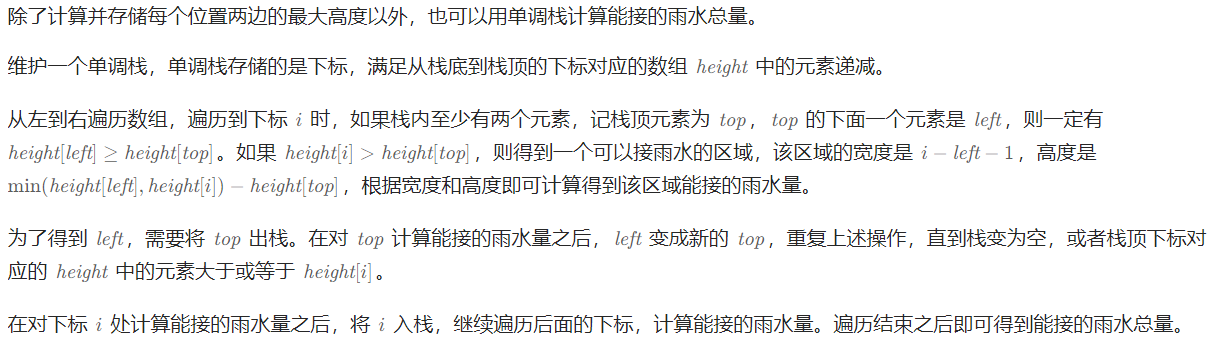 除了计算并存储每个位置两边的最大高度以外，也可以用单调栈计算能接的雨水总量。
维护一个单调栈，单调栈存储的是下标，满足从栈底到栈顶的下标对应的数组 height 中的元素递减。
从左到右遍历数组，遍历到下标 i 时，如果栈内至少有两个元素，记栈顶元素为 top，top 的下面一个元素是 left，则一定有
height[left] ≥ height[top]。如果 height[i] > height[top]，则得到一个可以接雨水的区域，该区域的宽度是 i − left − 1，高度是
min(height[left], height[i]) − height[top]，根据宽度和高度即可计算得到该区域能接的雨水量。
为了得到 left，需要将 top 出栈。在对 top 计算能接的雨水量之后，left 变成新的 top，重复上述操作，直到栈变为空，或者栈顶下标对
应的 height 中的元素大于或等于 height[i]。
在对下标 i 处计算能接的雨水量之后，将 i 入栈，继续遍历后面的下标，计算能接的雨水量。遍历结束之后即可得到能接的雨水总量。